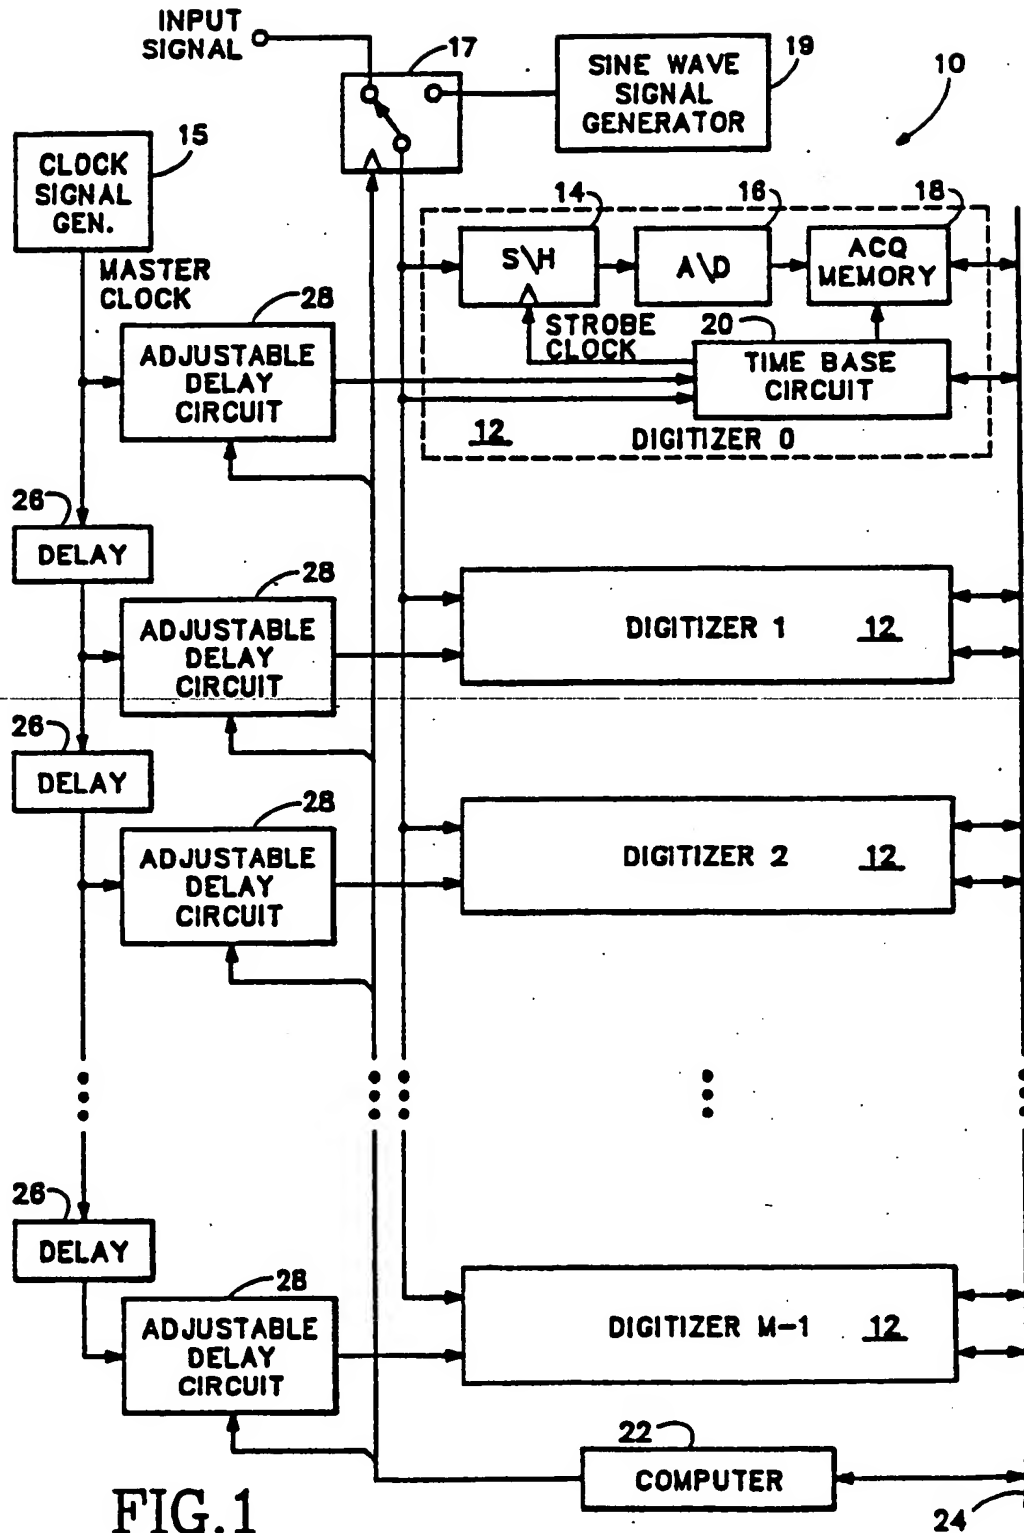 INPUT
SIGNAL
17
SINE WAVE
SIGNAL
GENERATOR
19
10
15
CLOCK
SIGNAL
GEN.
MASTER
CLOCK
14
16
18
S\H
A\D
ACQ
MEMORY
STROBE
CLOCK
20
TIME BASE
CIRCUIT
12
DIGITIZER 0
28
ADJUSTABLE
DELAY
CIRCUIT
26
DELAY
28
ADJUSTABLE
DELAY
CIRCUIT
DIGITIZER 1 12
26
DELAY
28
ADJUSTABLE
DELAY
CIRCUIT
DIGITIZER 2 12
26
DELAY
28
ADJUSTABLE
DELAY
CIRCUIT
DIGITIZER M-1 12
22
COMPUTER
24
FIG.1